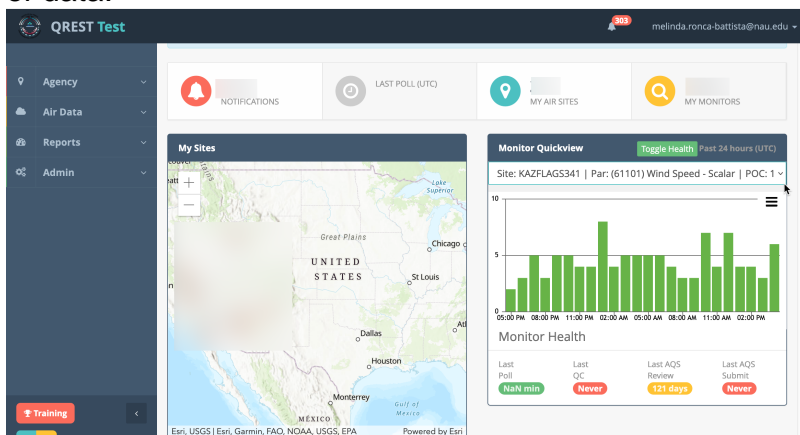 QREST Test
303
melinda.ronca-battista@nau.edu
Agency
Air Data
Reports
Admin
Training
NOTIFICATIONS
LAST POLL (UTC)
MY AIR SITES
MY MONITORS
My Sites
+
−
Lake
Superior
Great Plains
Chicago
UNITED
STATES
St Louis
Dallas
Houston
Monterrey
Gulf of
Mexico
MÉXICO
Esri, USGS | Esri, Garmin, FAO, NOAA, USGS, EPA
Powered by Esri
Monitor Quickview
Toggle Health
Past 24 hours (UTC)
Site: KAZFLAGS341 | Par: (61101) Wind Speed - Scalar | POC: 1
10
5
0
05:00 PM 08:00 PM 11:00 PM 02:00 AM 05:00 AM 08:00 AM 11:00 AM 02:00 PM
Monitor Health
Last
Poll
NaN min
Last
QC
Never
Last AQS
Review
121 days
Last AQS
Submit
Never